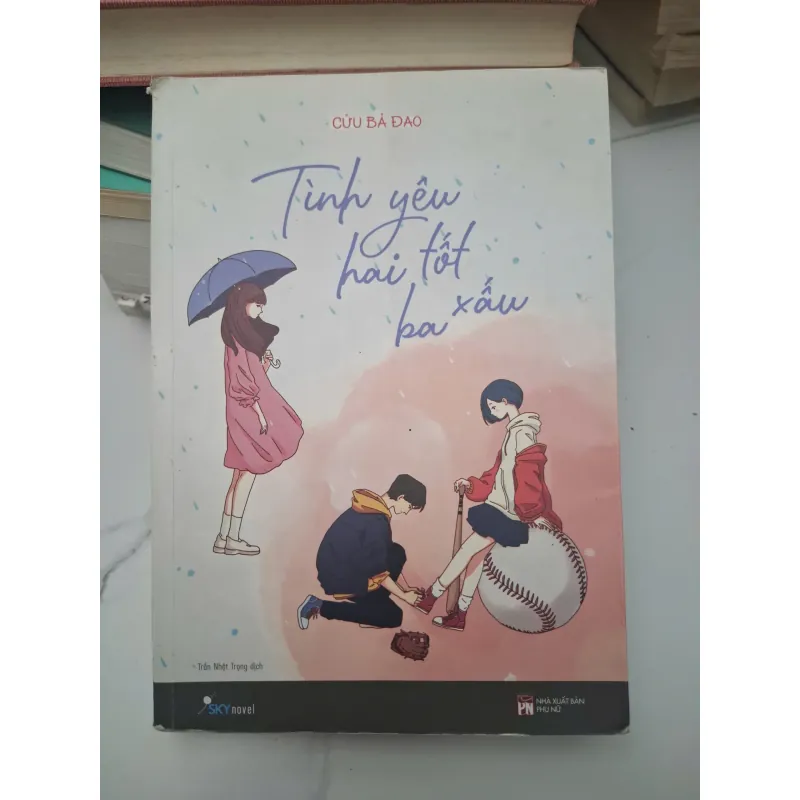 CỬU BẢ ĐAO
Tình yêu
hai tốt
ba xấu
Trần Nhật Trọng dịch
SKYnovel
PN
NHÀ XUẤT BẢN
PHỤ NỮ